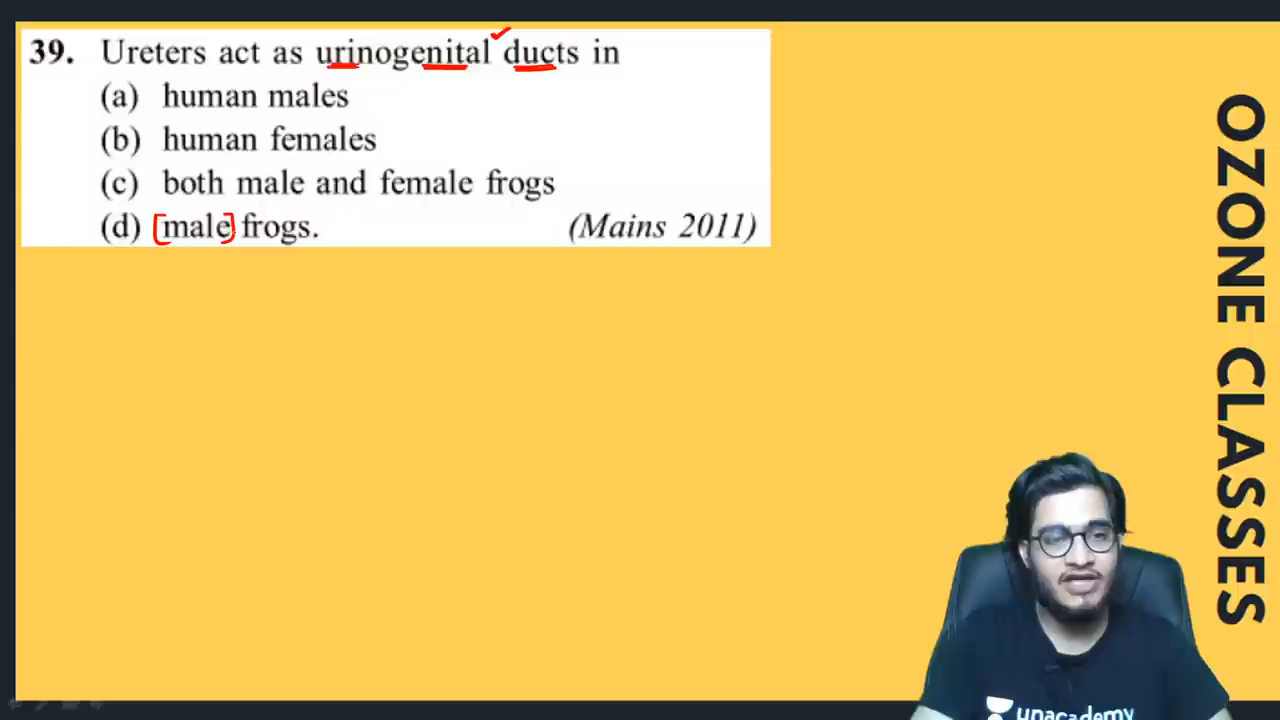 39. Ureters act as urinogenital ducts in
(a) human males
(b) human females
(c) both male and female frogs
(d) [male] frogs. (Mains 2011)
OZONE CLASSES
unacademy